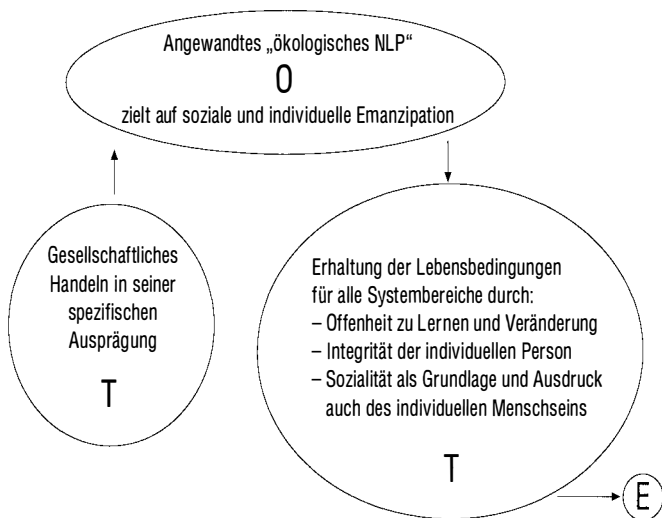 Angewandtes „ökologisches NLP“
O
zielt auf soziale und individuelle Emanzipation
Gesellschaftliches
Handeln in seiner
spezifischen
Ausprägung
T
Erhaltung der Lebensbedingungen
für alle Systembereiche durch:
– Offenheit zu Lernen und Veränderung
– Integrität der individuellen Person
– Sozialität als Grundlage und Ausdruck
auch des individuellen Menschseins
T
E